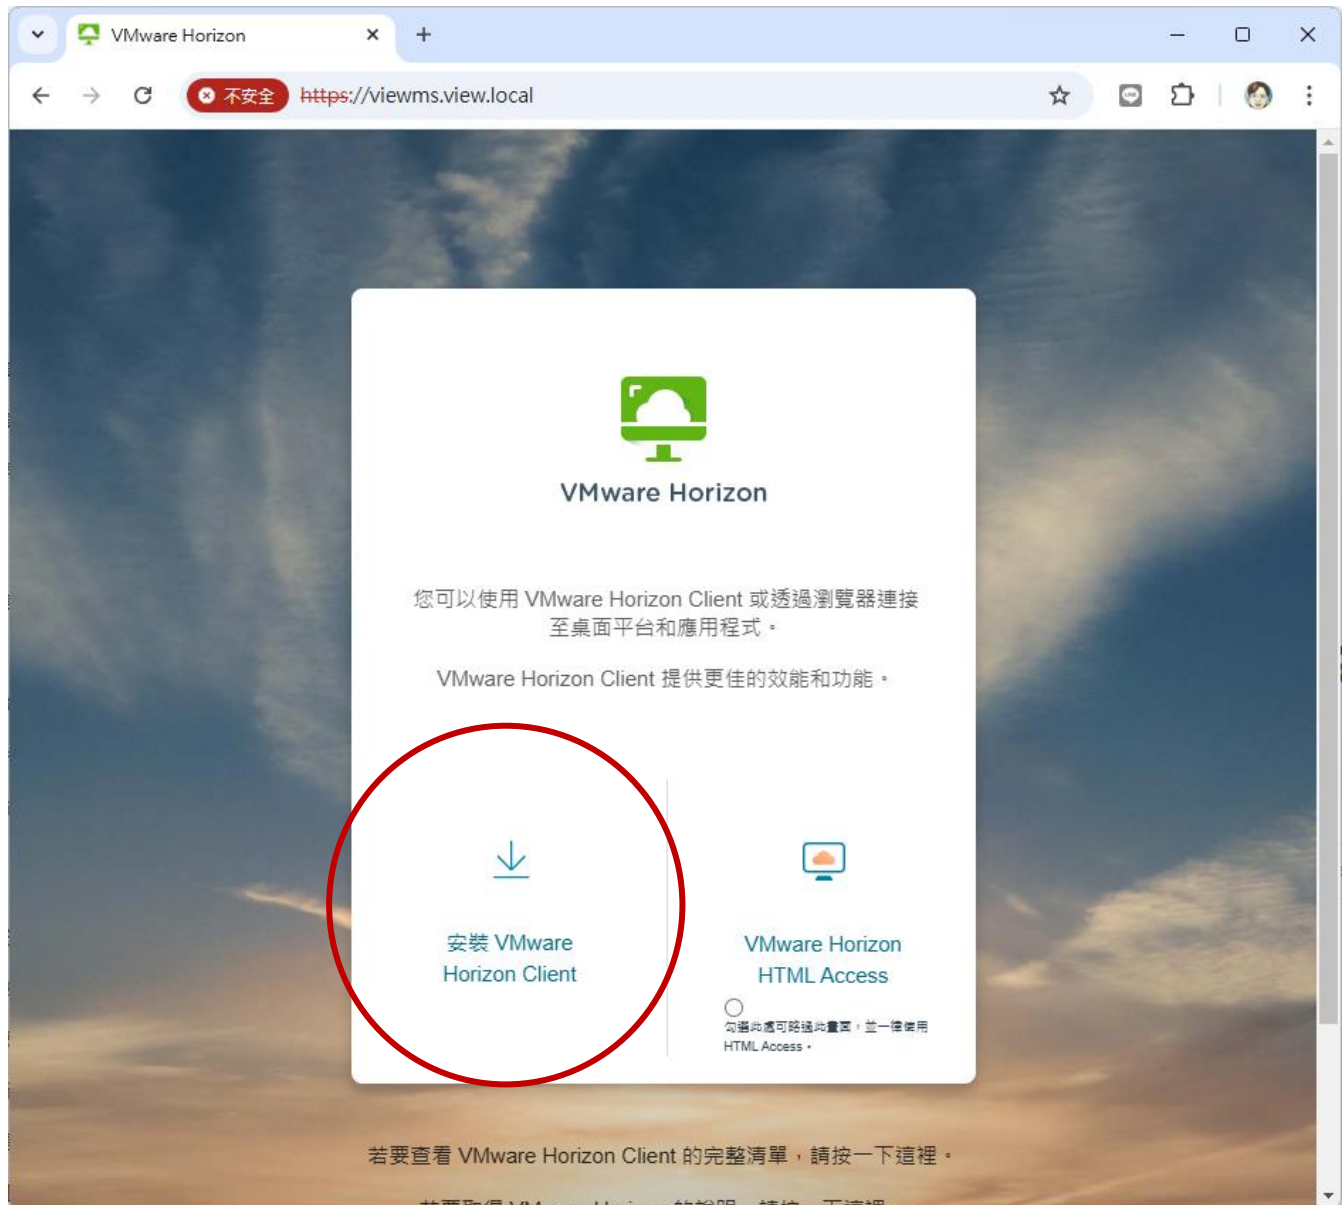 VMware Horizon
不安全 https://viewms.view.local
VMware Horizon
您可以使用 VMware Horizon Client 或透過瀏覽器連接
至桌面平台和應用程式。
VMware Horizon Client 提供更佳的效能和功能。
安裝 VMware
Horizon Client
VMware Horizon
HTML Access
勾選此處可略過此畫面，並一律使用
HTML Access。
若要查看 VMware Horizon Client 的完整清單，請按一下這裡。